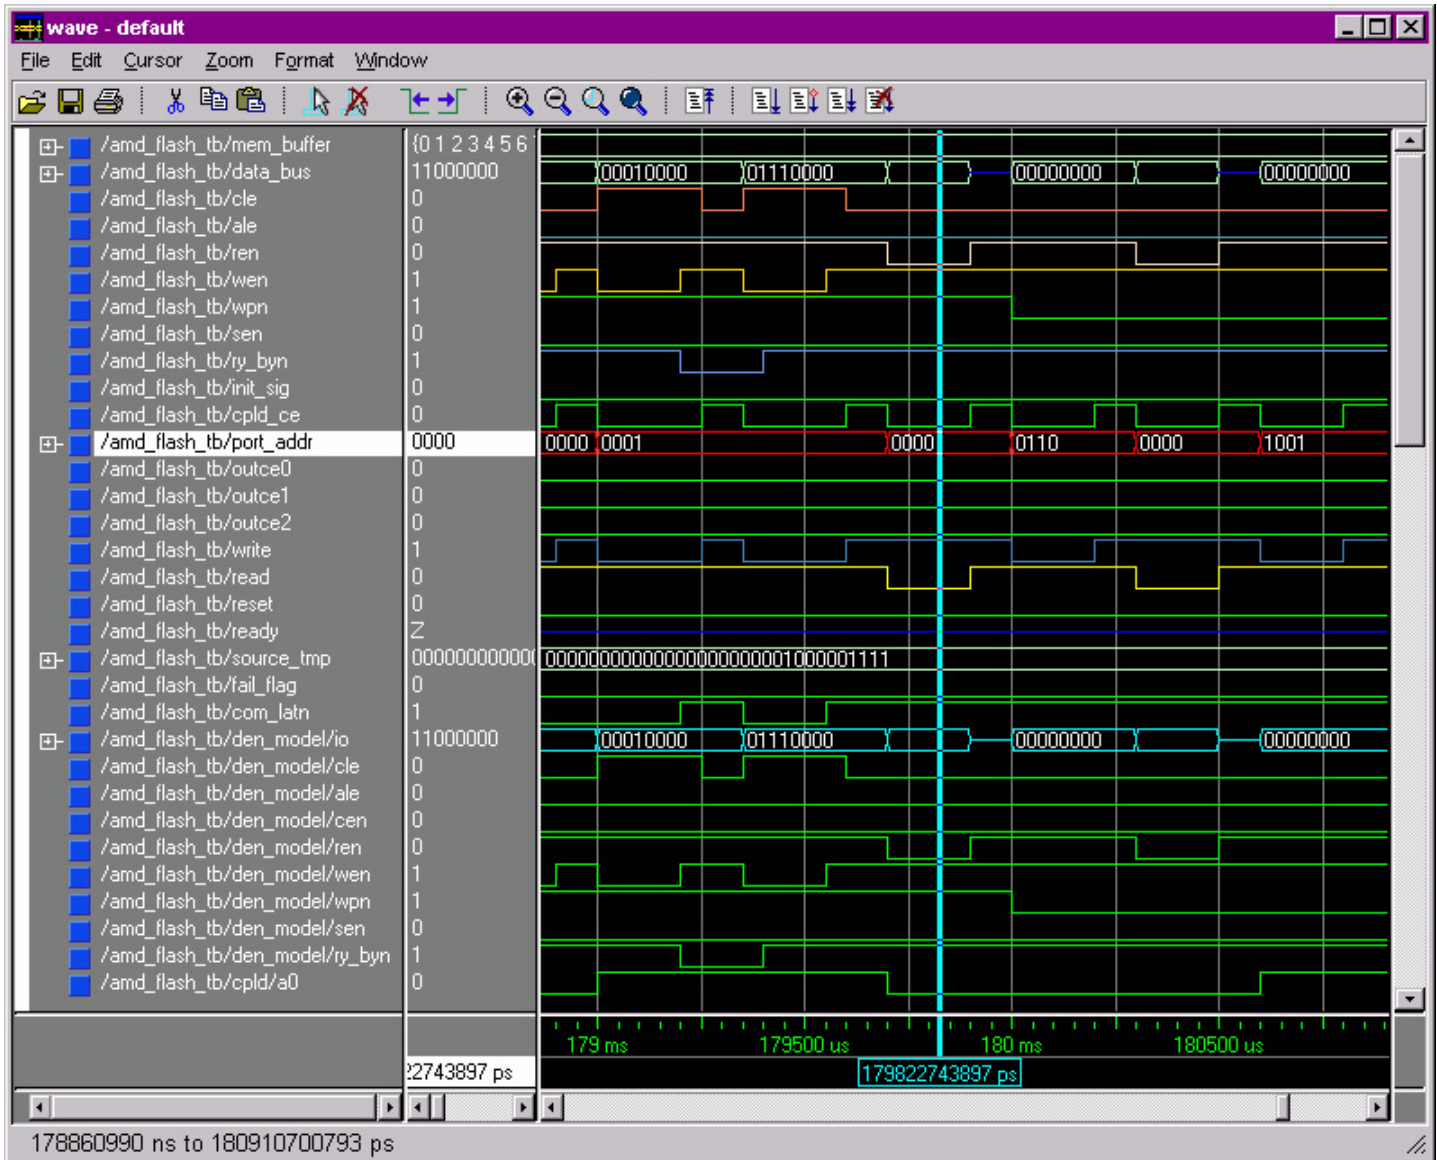 wave - default
File Edit Cursor Zoom Format Window
/amd_flash_tb/mem_buffer {0 1 2 3 4 5 6
/amd_flash_tb/data_bus 11000000 00010000 01110000 00000000 00000000
/amd_flash_tb/cle 0
/amd_flash_tb/ale 0
/amd_flash_tb/ren 0
/amd_flash_tb/wen 1
/amd_flash_tb/wpn 1
/amd_flash_tb/sen 0
/amd_flash_tb/ry_byn 1
/amd_flash_tb/init_sig 0
/amd_flash_tb/cpld_ce 0
/amd_flash_tb/port_addr 0000 0000 0001 0000 0110 0000 1001
/amd_flash_tb/outce0 0
/amd_flash_tb/outce1 0
/amd_flash_tb/outce2 0
/amd_flash_tb/write 1
/amd_flash_tb/read 0
/amd_flash_tb/reset 0
/amd_flash_tb/ready Z
/amd_flash_tb/source_tmp 000000000000 00000000000000000000001000001111
/amd_flash_tb/fail_flag 0
/amd_flash_tb/com_latn 1
/amd_flash_tb/den_model/io 11000000 00010000 01110000 00000000 00000000
/amd_flash_tb/den_model/cle 0
/amd_flash_tb/den_model/ale 0
/amd_flash_tb/den_model/cen 0
/amd_flash_tb/den_model/ren 0
/amd_flash_tb/den_model/wen 1
/amd_flash_tb/den_model/wpn 1
/amd_flash_tb/den_model/sen 0
/amd_flash_tb/den_model/ry_byn 1
/amd_flash_tb/cpld/a0 0
179 ms 179500 us 180 ms 180500 us
22743897 ps 179822743897 ps
178860990 ns to 180910700793 ps